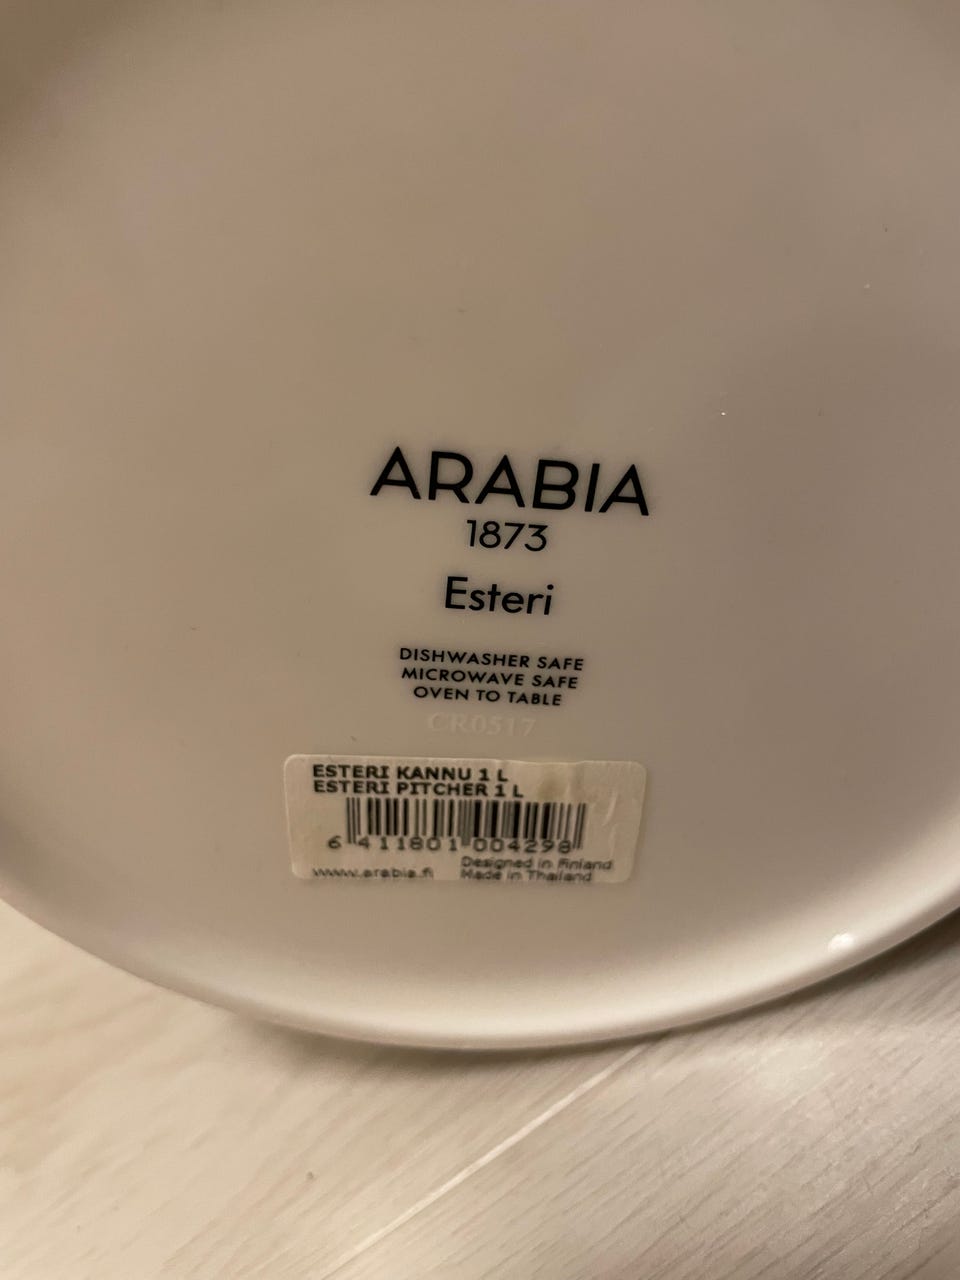 ARABIA
1873
Esteri
DISHWASHER SAFE
MICROWAVE SAFE
OVEN TO TABLE
CR0517
ESTERI KANNU 1 L
ESTERI PITCHER 1 L
6 411801 004298
Designed in Finland
www.arabia.fi Made in Thailand